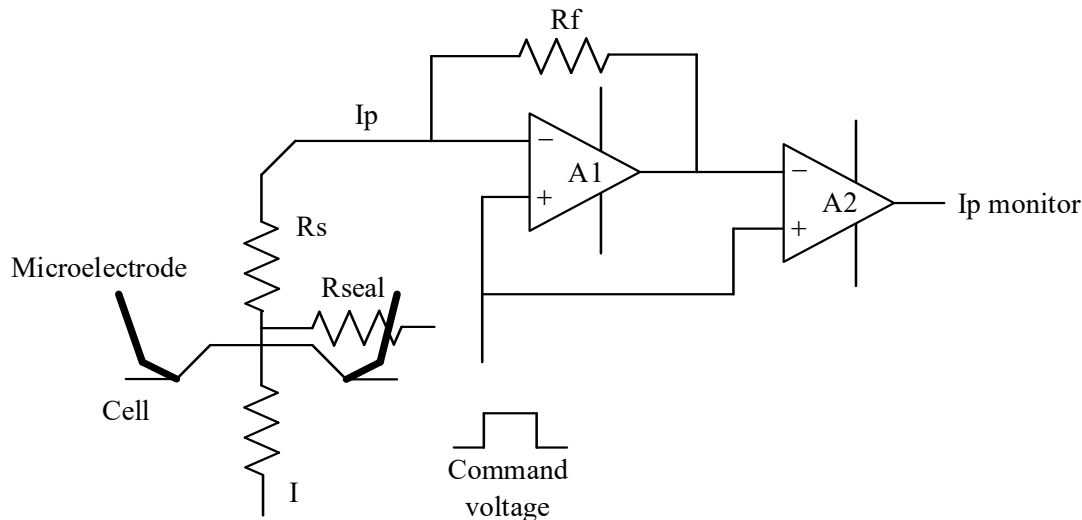 Rf
Ip
−
A1
+
−
A2
+
Ip monitor
Rs
Microelectrode
Rseal
Cell
I
Command
voltage